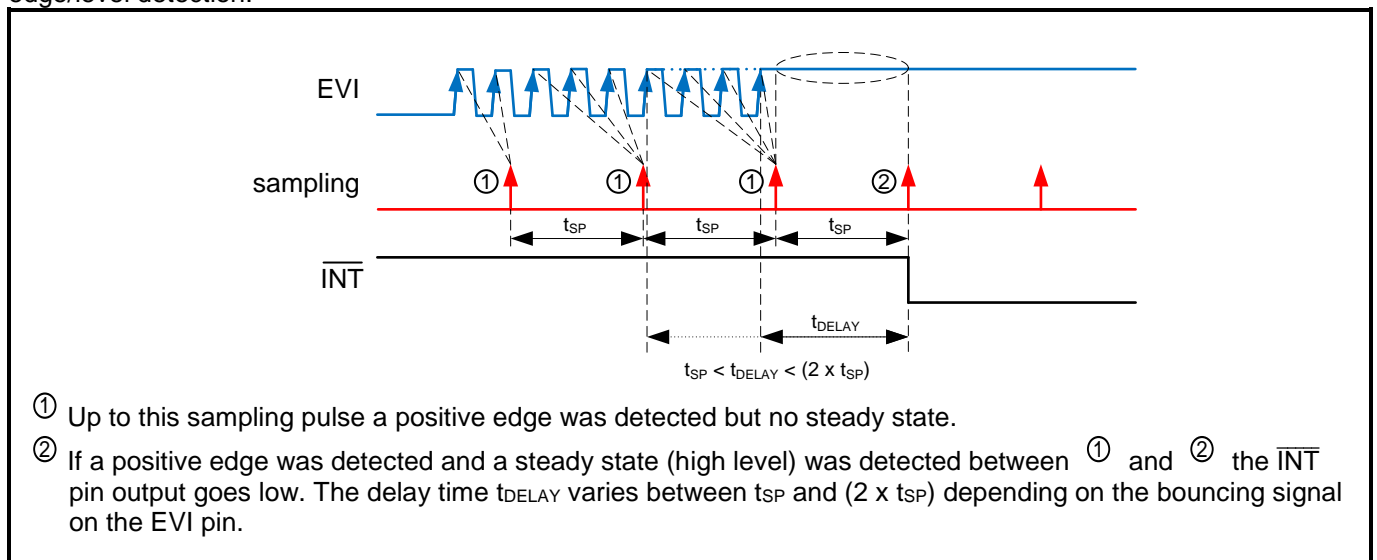 edge/level detection.
EVI
sampling
① ① ① ②
tSP tSP tSP
INT
tDELAY
tSP < tDELAY < (2 x tSP)
① Up to this sampling pulse a positive edge was detected but no steady state.
② If a positive edge was detected and a steady state (high level) was detected between ① and ② the INT
pin output goes low. The delay time tDELAY varies between tSP and (2 x tSP) depending on the bouncing signal
on the EVI pin.